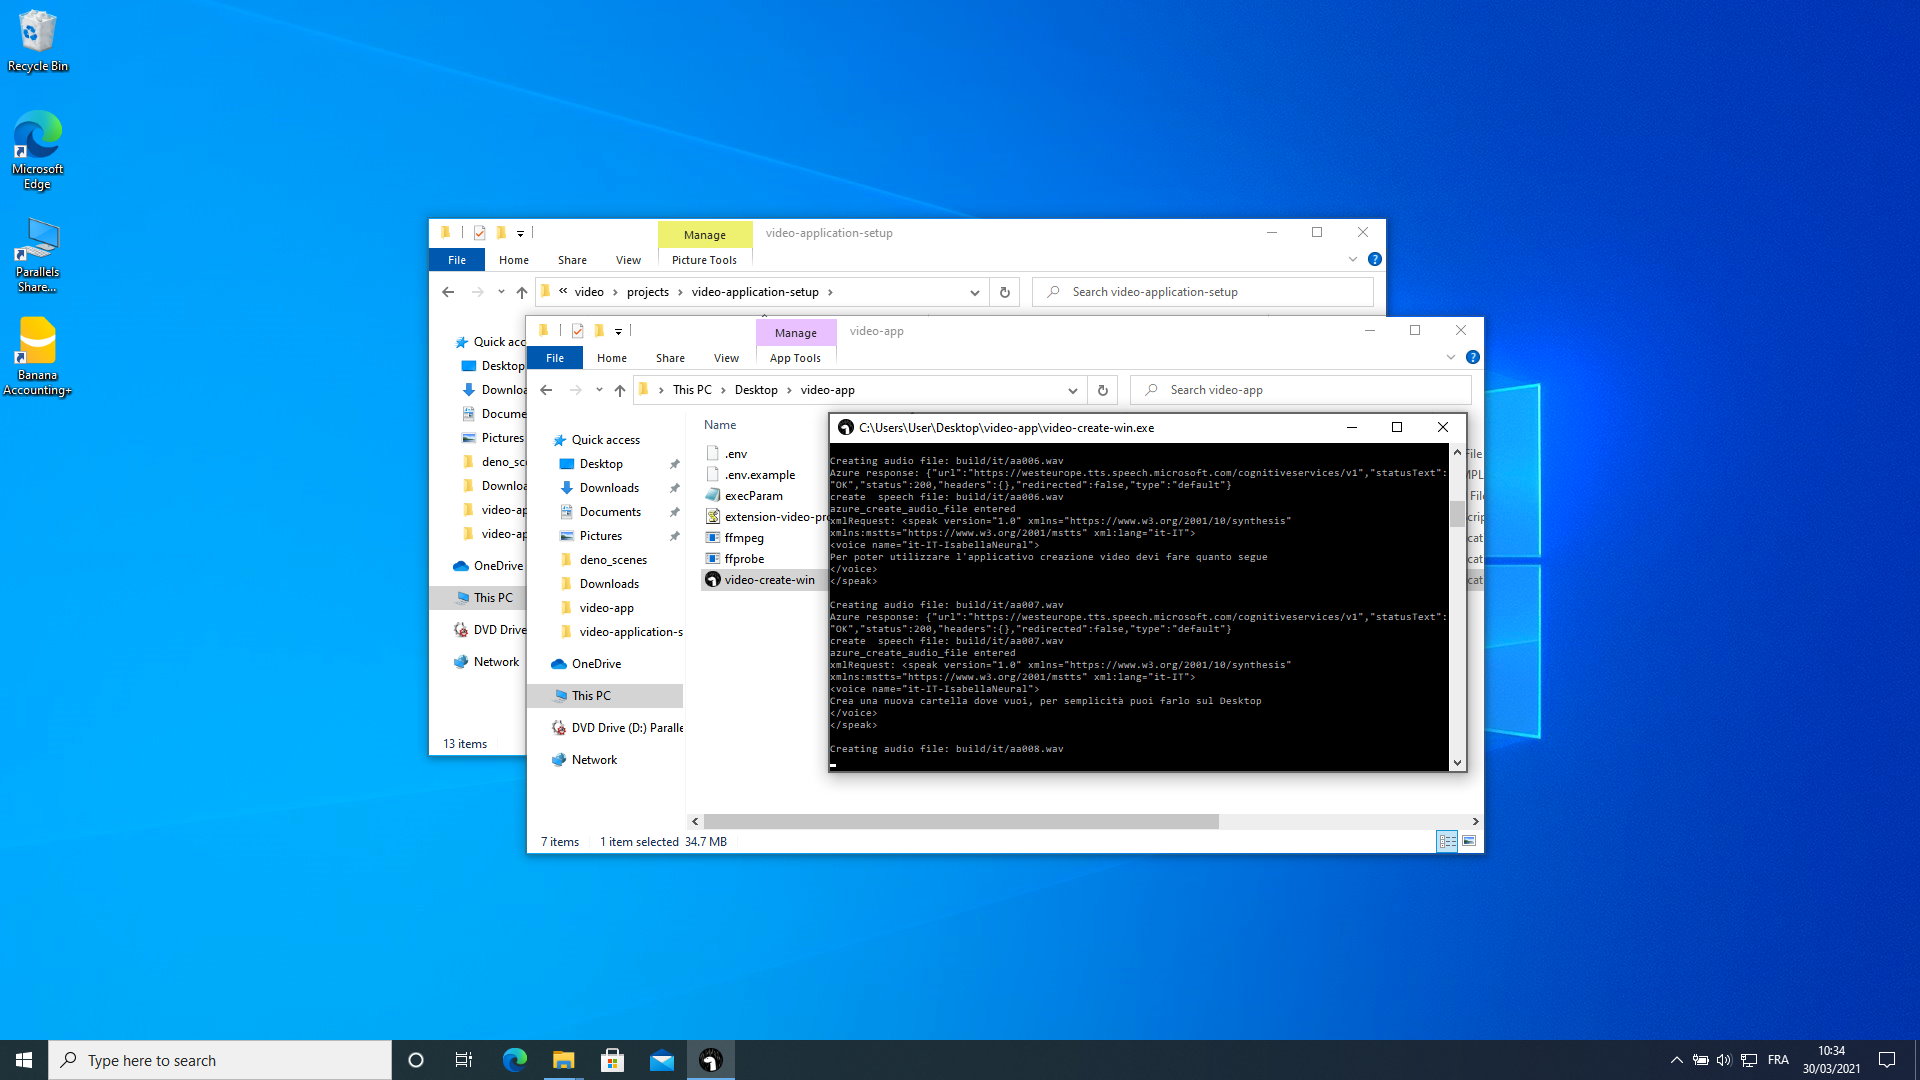 Recycle Bin
Microsoft
Edge
Parallels
Share...
Banana
Accounting+
Manage
video-application-setup
File
Home
Share
View
Picture Tools
« video > projects > video-application-setup >
Search video-application-setup
Quick acc
Desktop
Downloa
Docume
Pictures
deno_sc
Downloa
video-ap
video-ap
OneDrive
This PC
DVD Drive
Network
13 items
Manage
video-app
File
Home
Share
View
App Tools
> This PC > Desktop > video-app
Search video-app
Quick access
Desktop
Downloads
Documents
Pictures
deno_scenes
Downloads
video-app
video-application-s
OneDrive
This PC
DVD Drive (D:) Paralle
Network
Name
.env
.env.example
execParam
extension-video-pro
ffmpeg
ffprobe
video-create-win
File
MPL
File
crip
cat
cat
cat
7 items
1 item selected 34.7 MB
C:\Users\User\Desktop\video-app\video-create-win.exe
Creating audio file: build/it/aa006.wav
Azure response: {"url":"https://westeurope.tts.speech.microsoft.com/cognitiveservices/v1","statusText":
"OK","status":200,"headers":{},"redirected":false,"type":"default"}
create  speech file: build/it/aa006.wav
azure_create_audio_file entered
xmlRequest: <speak version="1.0" xmlns="https://www.w3.org/2001/10/synthesis"
xmlns:mstts="https://www.w3.org/2001/mstts" xml:lang="it-IT">
<voice name="it-IT-IsabellaNeural">
Per poter utilizzare l'applicativo creazione video devi fare quanto segue
</voice>
</speak>
Creating audio file: build/it/aa007.wav
Azure response: {"url":"https://westeurope.tts.speech.microsoft.com/cognitiveservices/v1","statusText":
"OK","status":200,"headers":{},"redirected":false,"type":"default"}
create  speech file: build/it/aa007.wav
azure_create_audio_file entered
xmlRequest: <speak version="1.0" xmlns="https://www.w3.org/2001/10/synthesis"
xmlns:mstts="https://www.w3.org/2001/mstts" xml:lang="it-IT">
<voice name="it-IT-IsabellaNeural">
Crea una nuova cartella dove vuoi, per semplicità puoi farlo sul Desktop
</voice>
</speak>
Creating audio file: build/it/aa008.wav
Type here to search
FRA
10:34
30/03/2021